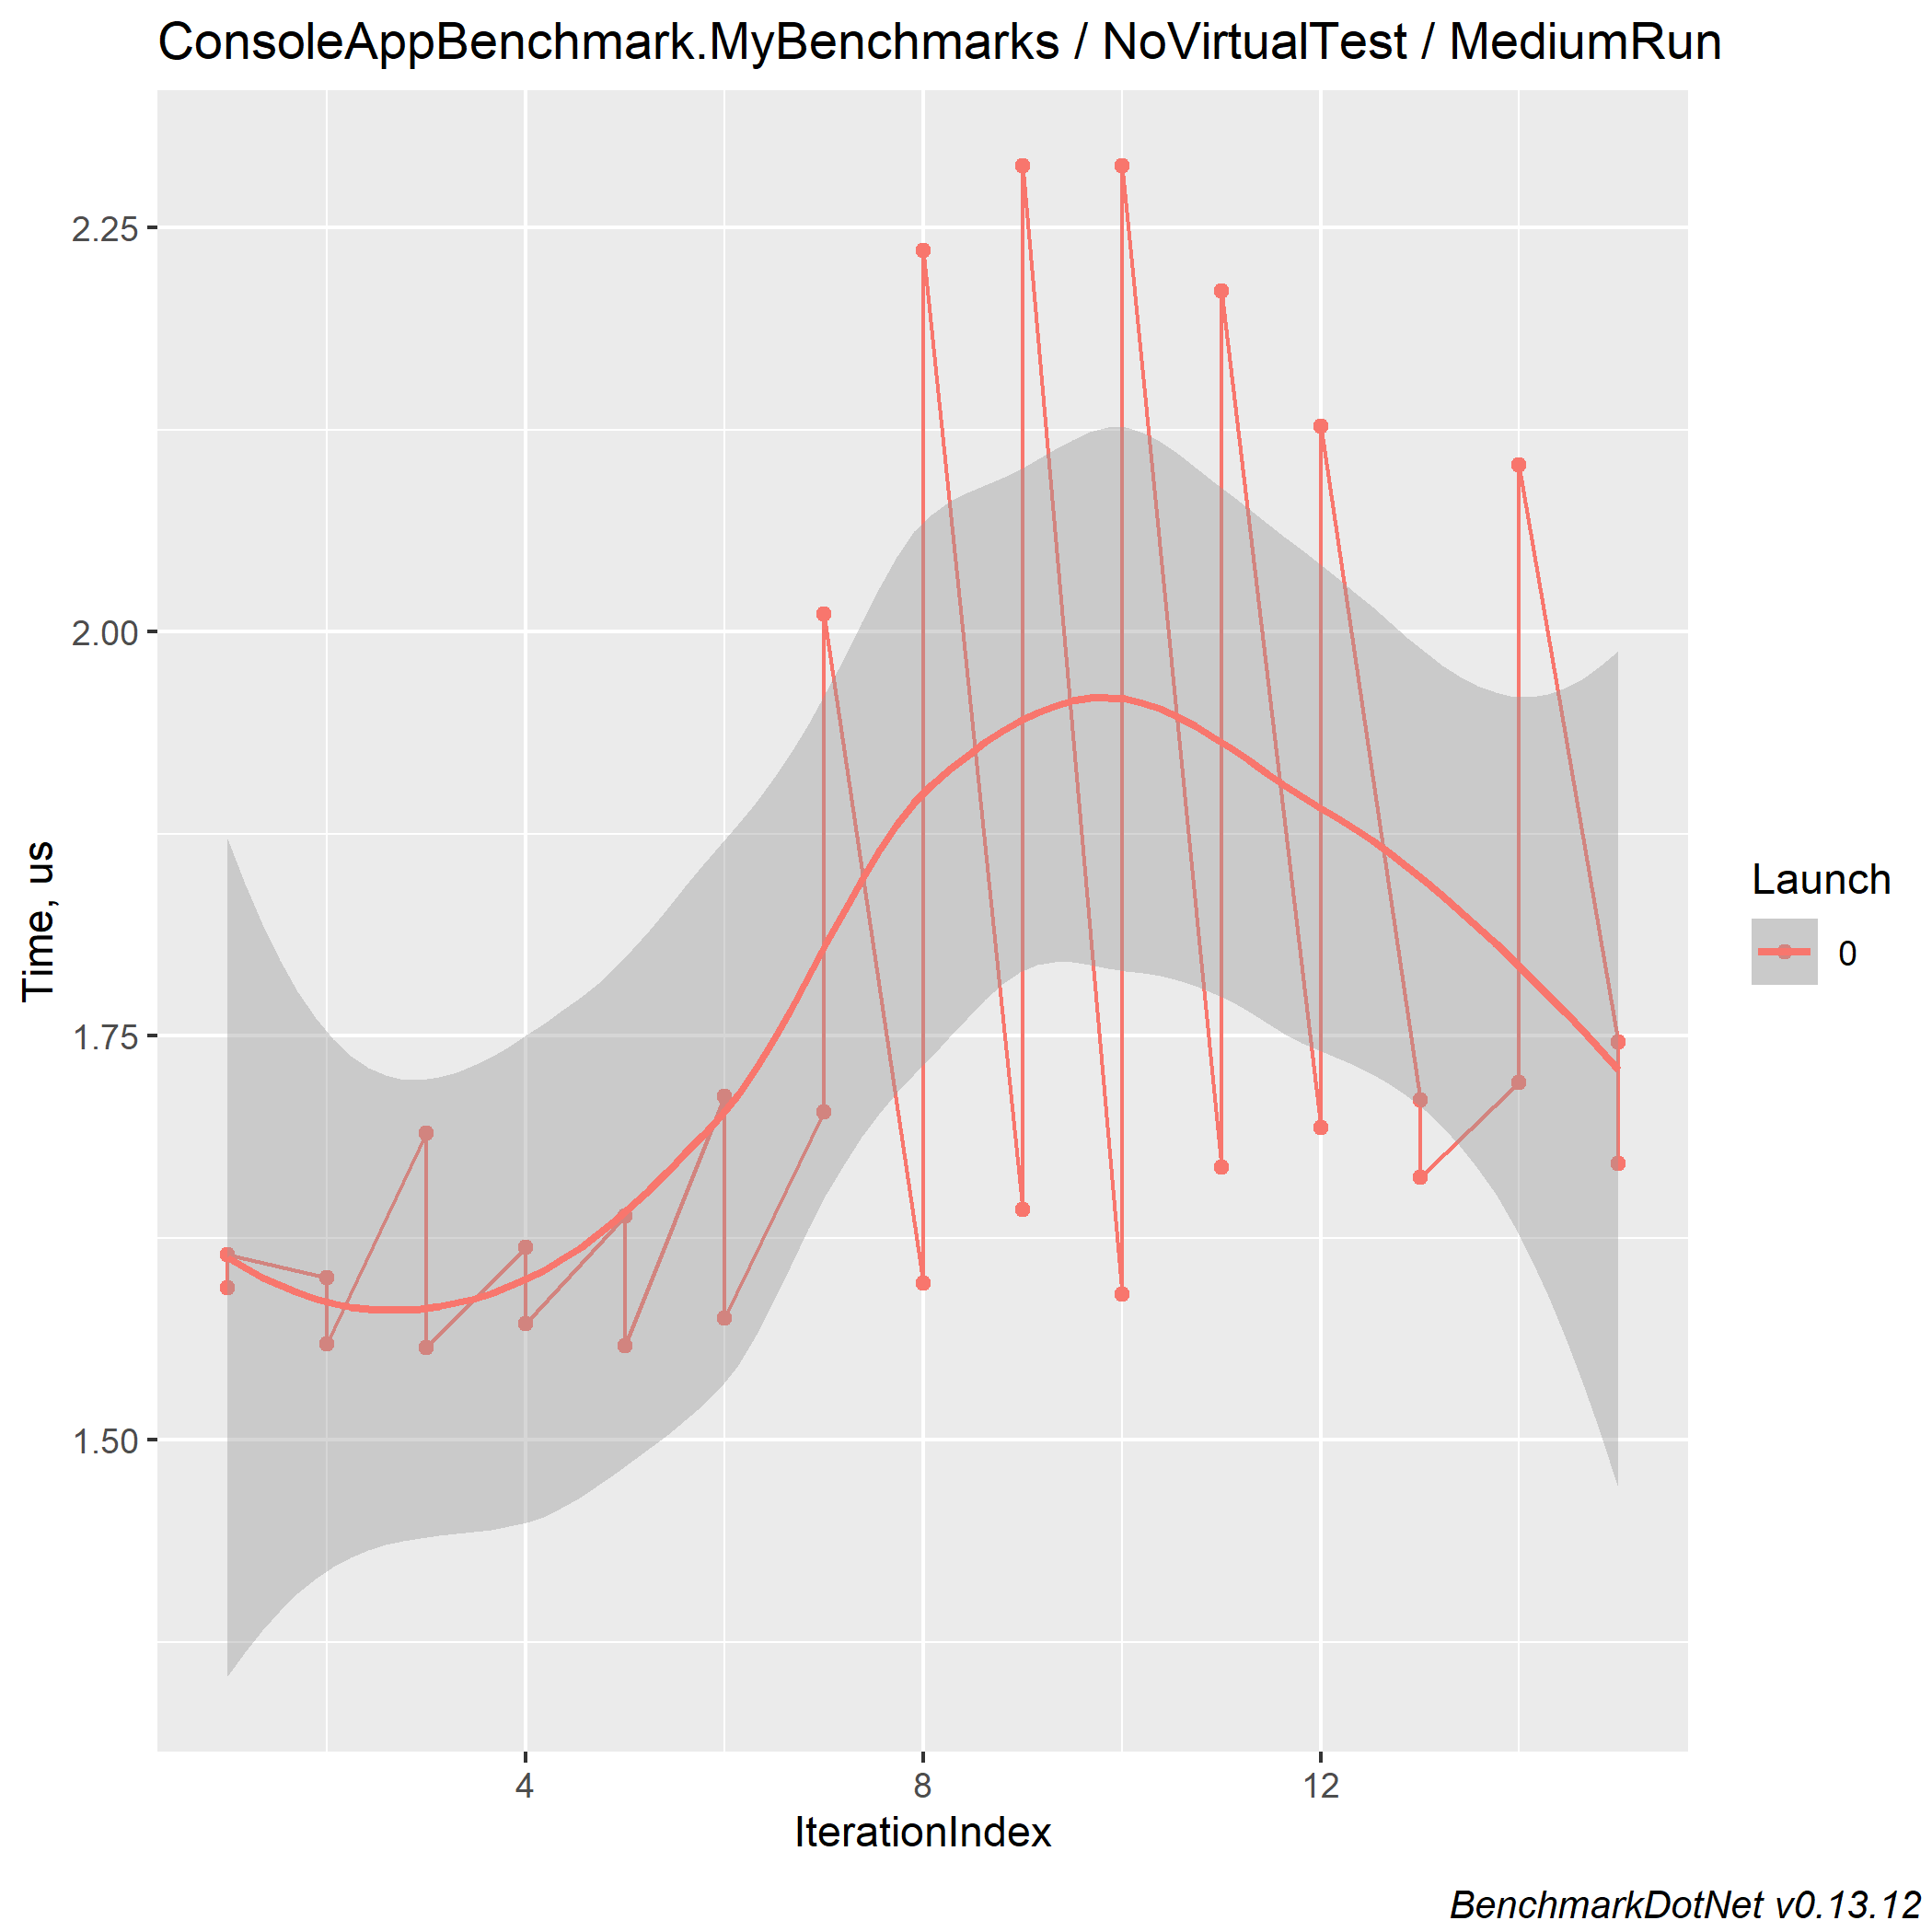 ConsoleAppBenchmark.MyBenchmarks / NoVirtualTest / MediumRun
2.25
2.00
1.75
1.50
Time, us
4
8
12
IterationIndex
Launch
0
BenchmarkDotNet v0.13.12